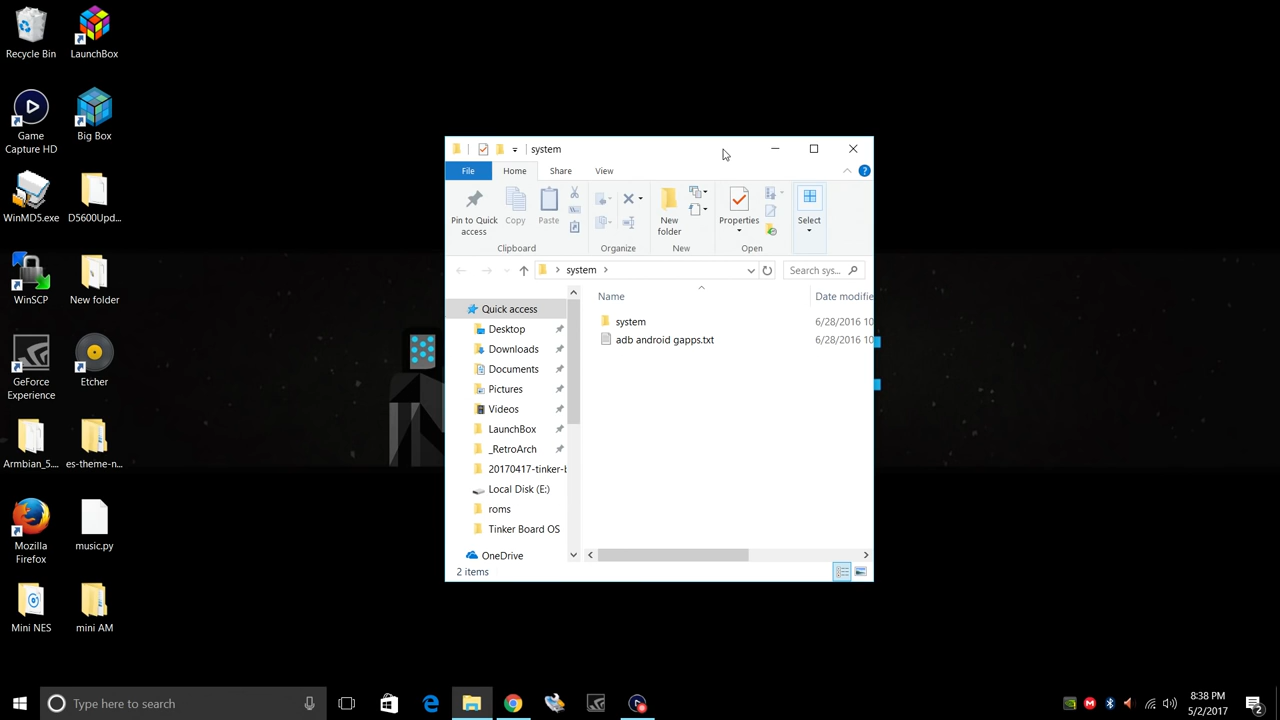 Recycle Bin
LaunchBox
Game
Capture HD
Big Box
WinMD5.exe
D5600Upd...
WinSCP
New folder
GeForce
Experience
Etcher
Armbian_5....
es-theme-n...
Mozilla
Firefox
music.py
Mini NES
mini AM
system
File
Home
Share
View
Pin to Quick
access
Copy
Paste
New
folder
Properties
Select
Clipboard
Organize
New
Open
system
Search sys...
Name
Date modifie
Quick access
Desktop
Downloads
Documents
Pictures
Videos
LaunchBox
_RetroArch
20170417-tinker-b
Local Disk (E:)
roms
Tinker Board OS
OneDrive
system
6/28/2016 10
adb android gapps.txt
6/28/2016 10
2 items
Type here to search
8:38 PM
5/2/2017
2